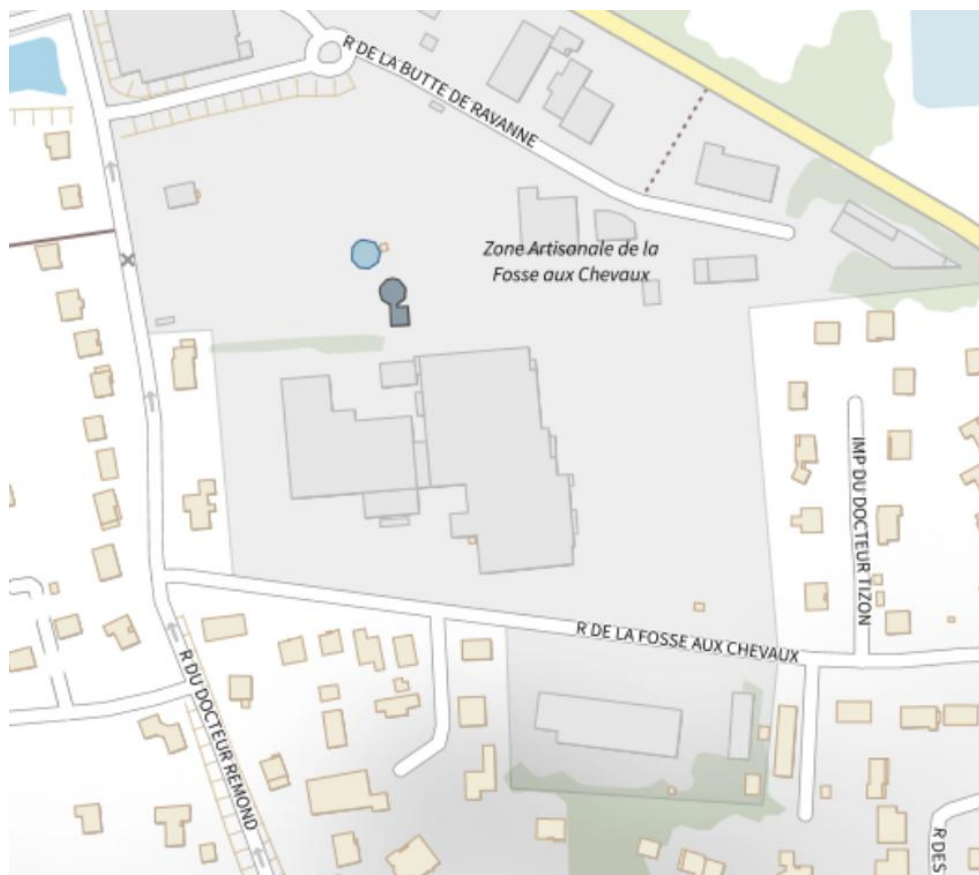 R DE LA BUTTE DE RAVANNE
Zone Artisanale de la
Fosse aux Chevaux
IMP DU DOCTEUR TIZON
R DE LA FOSSE AUX CHEVAUX
R DU DOCTEUR REMOND
R DES